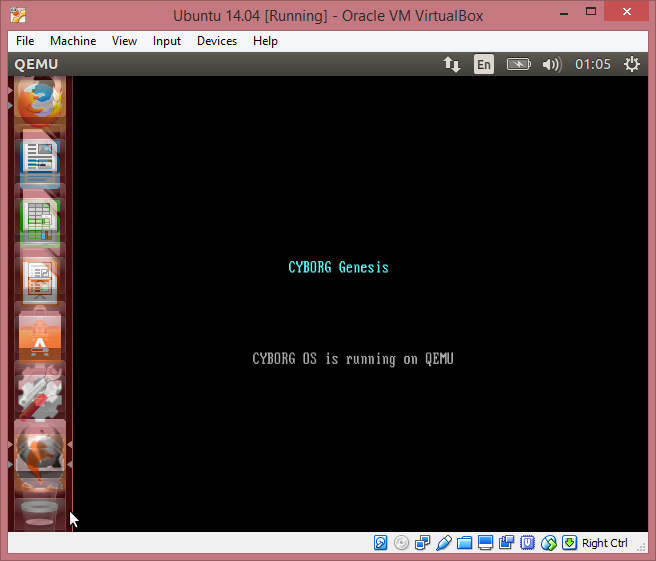 Ubuntu 14.04 [Running] - Oracle VM VirtualBox
File Machine View Input Devices Help
QEMU En 01:05
CYBORG Genesis
CYBORG OS is running on QEMU
Right Ctrl